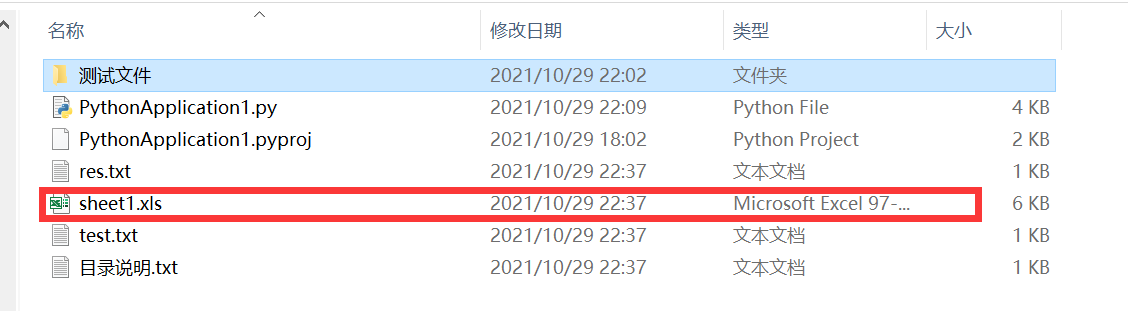 名称 修改日期 类型 大小
测试文件 2021/10/29 22:02 文件夹
PythonApplication1.py 2021/10/29 22:09 Python File 4 KB
PythonApplication1.pyproj 2021/10/29 18:02 Python Project 2 KB
res.txt 2021/10/29 22:37 文本文档 1 KB
sheet1.xls 2021/10/29 22:37 Microsoft Excel 97-... 6 KB
test.txt 2021/10/29 22:37 文本文档 1 KB
目录说明.txt 2021/10/29 22:37 文本文档 1 KB